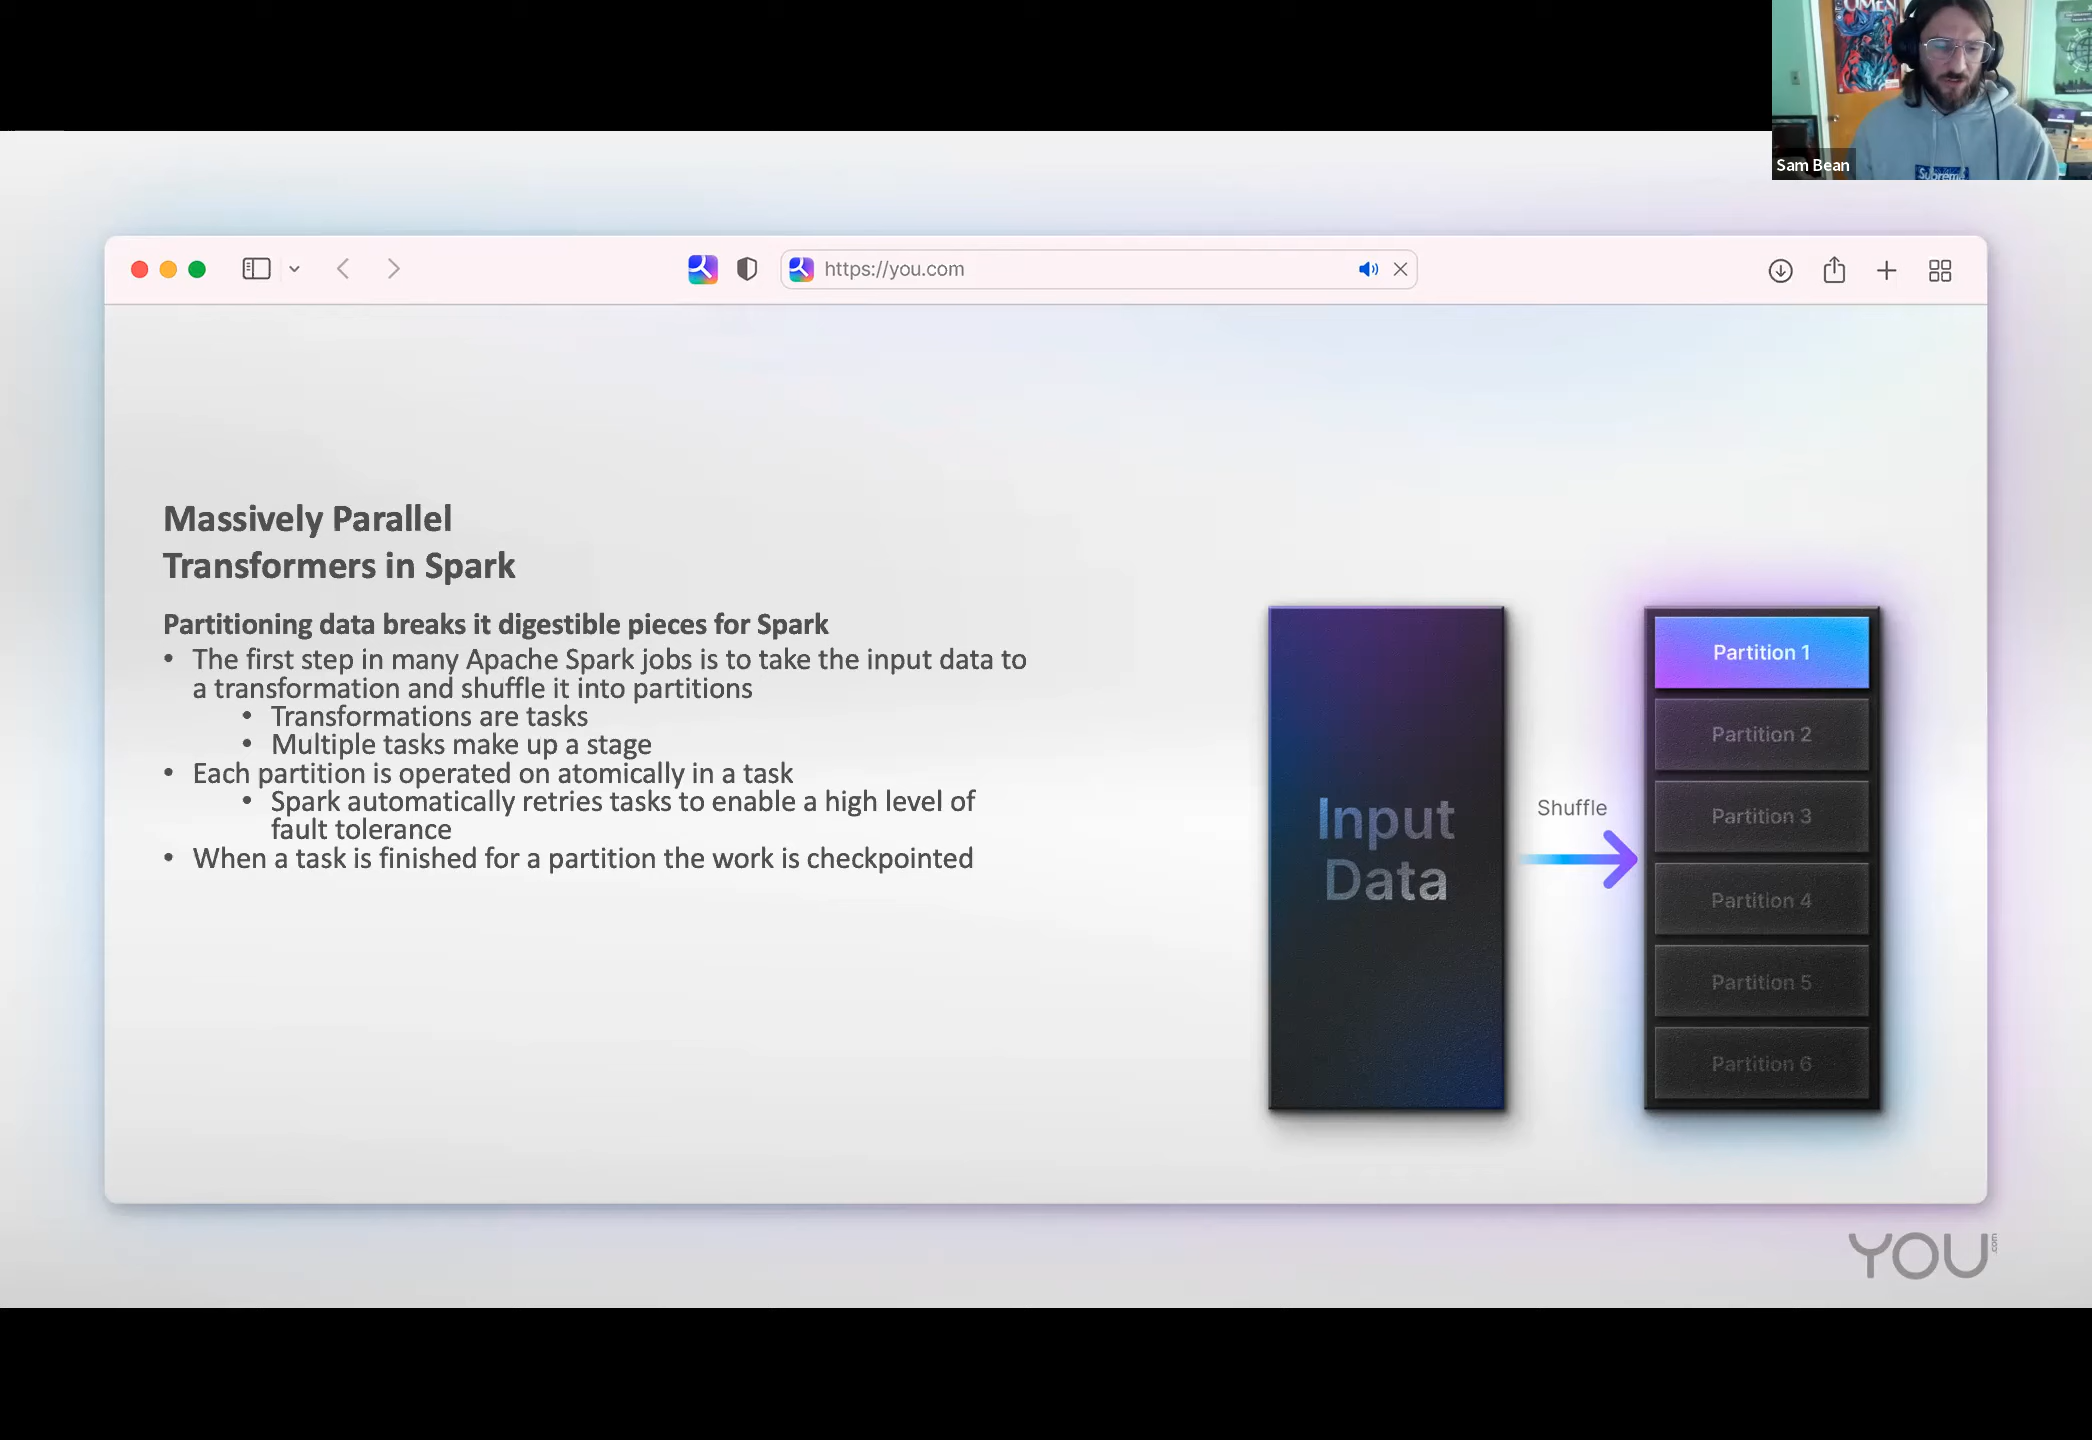 OMEN
Supreme
Sam Bean
https://you.com
Massively Parallel
Transformers in Spark
Partitioning data breaks it digestible pieces for Spark
• The first step in many Apache Spark jobs is to take the input data to
a transformation and shuffle it into partitions
• Transformations are tasks
• Multiple tasks make up a stage
• Each partition is operated on atomically in a task
• Spark automatically retries tasks to enable a high level of
fault tolerance
• When a task is finished for a partition the work is checkpointed
Input
Data
Shuffle
Partition 1
Partition 2
Partition 3
Partition 4
Partition 5
Partition 6
YOU.com